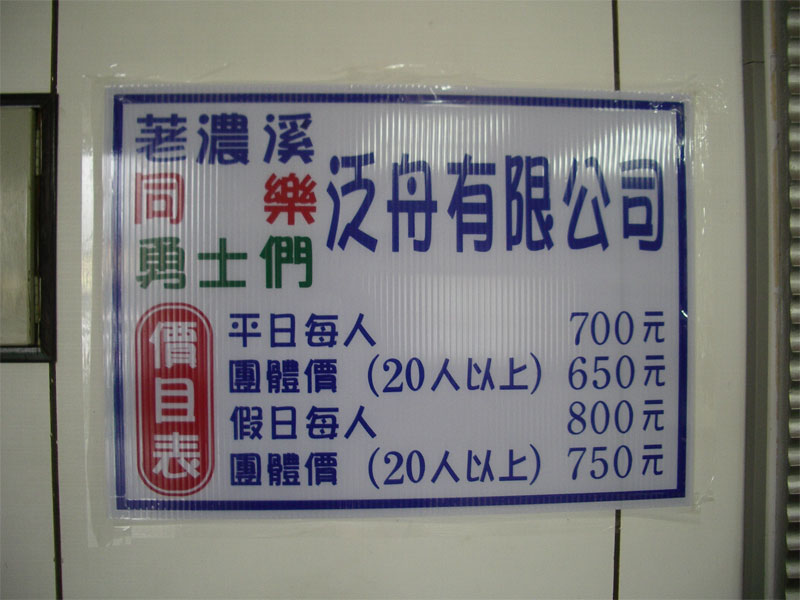 荖濃溪
同樂
勇士們
泛舟有限公司
價目表
平日每人 700元
團體價(20人以上) 650元
假日每人 800元
團體價(20人以上) 750元